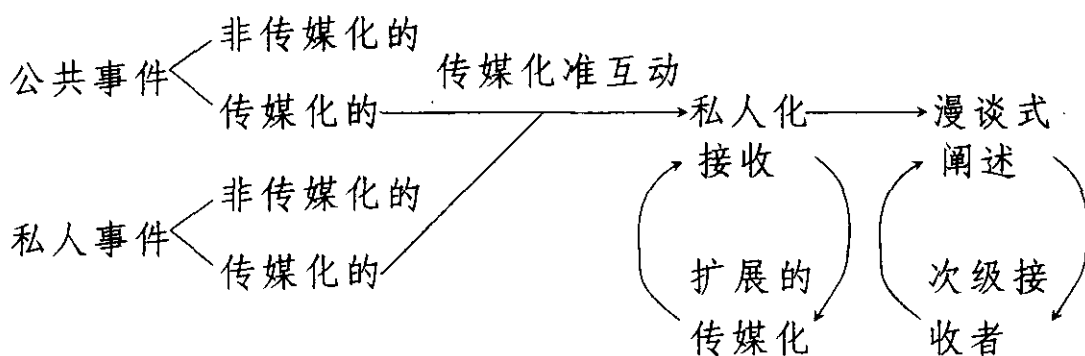 非传媒化的
公共事件
传媒化准互动
传媒化的
私人化
漫谈式
接收
阐述
非传媒化的
私人事件
传媒化的
扩展的
次级接
传媒化
收者